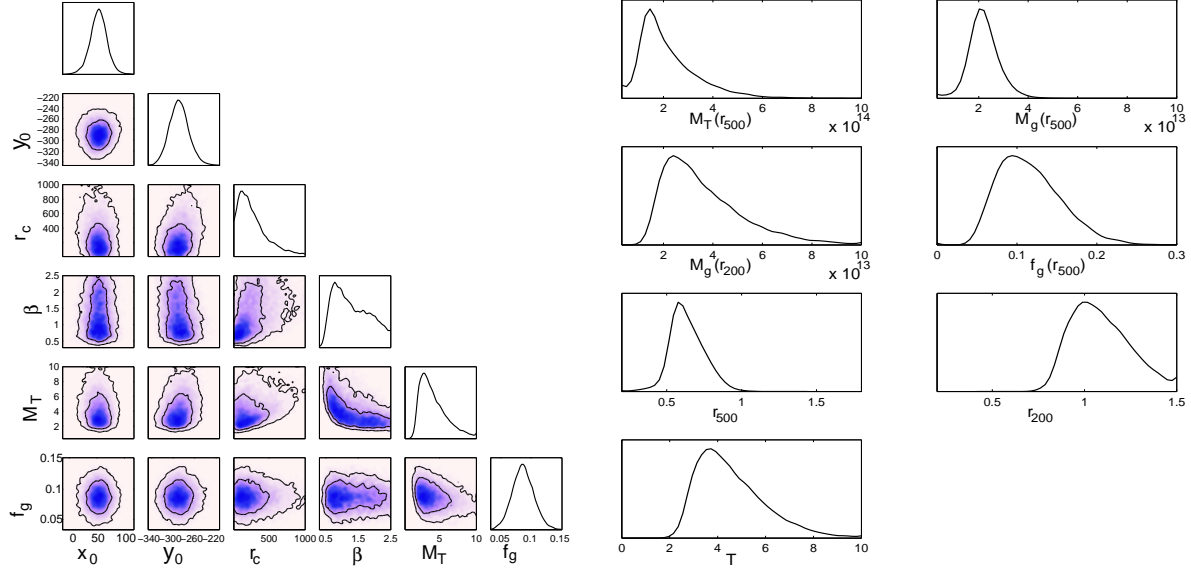 y0
−220
−240
−260
−280
−300
−320
−340
rc
1000
800
600
400
β
2.5
2
1.5
1
0.5
MT
10
8
6
4
2
fg
0.15
0.1
0.05
0 50 100
−340 −300 −260 −220
500 1000
0.5 1.5 2.5
5 10
0.05 0.1 0.15
x0 y0 rc β MT fg
2 4 6 8 10
MT(r500) x 10^14
0 2 4 6 8 10
Mg(r500) x 10^13
0 2 4 6 8 10
Mg(r200) x 10^13
0 0.1 0.2 0.3
fg(r500)
0.5 1 1.5
r500
0.5 1 1.5
r200
0 2 4 6 8 10
T